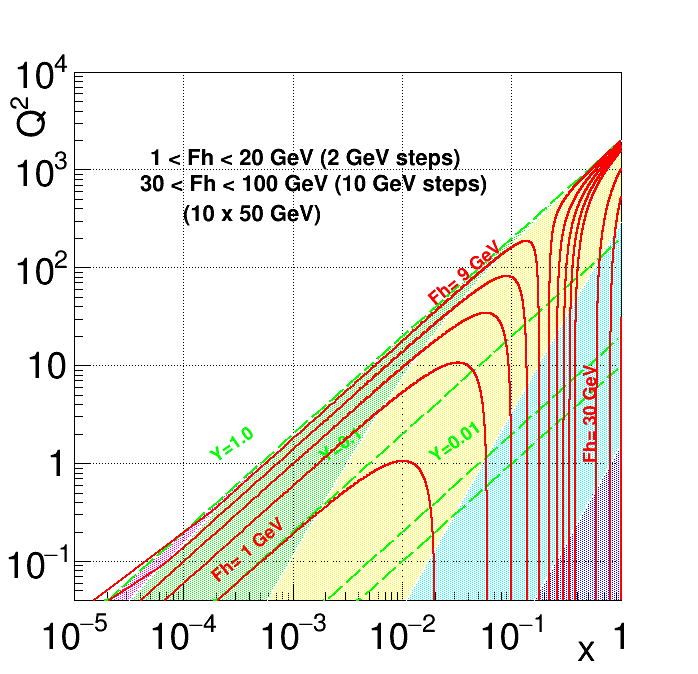 10^4
Q^2
1 < Fh < 20 GeV (2 GeV steps)
10^3
30 < Fh < 100 GeV (10 GeV steps)
(10 x 50 GeV)
10^2
Fh= 9 GeV
10
Fh= 30 GeV
Y=1.0
Y=0.01
1
Fh= 1 GeV
10^−1
10^−5
10^−4
10^−3
10^−2
10^−1
1
x